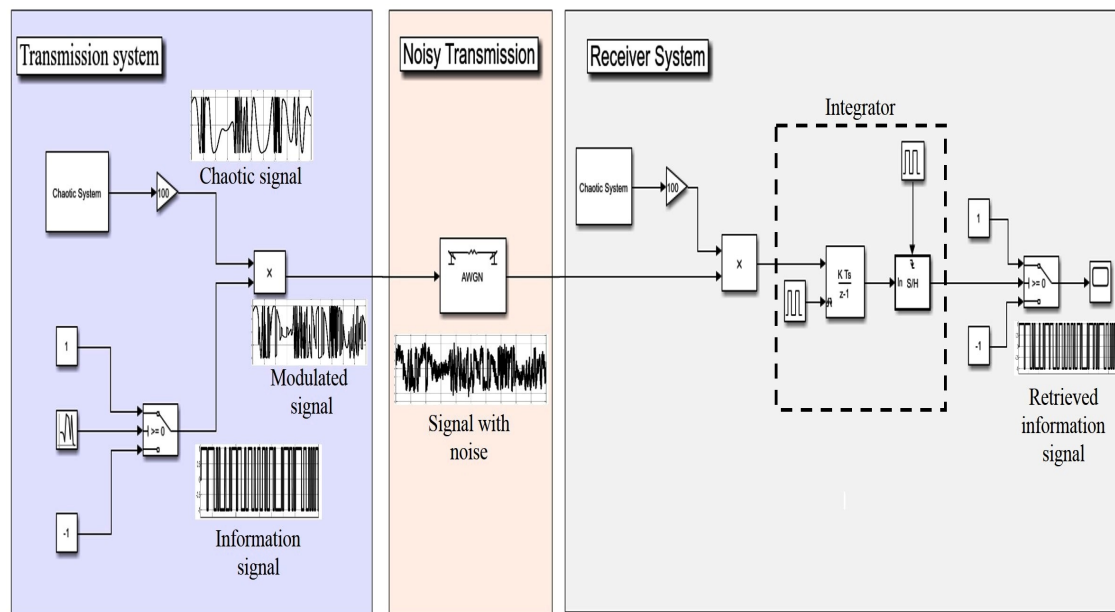 Transmission system
Chaotic System
100
Chaotic signal
x
Modulated
signal
1
>= 0
-1
Information
signal
Noisy Transmission
AWGN
Signal with
noise
Receiver System
Chaotic System
100
x
Integrator
K Ts
z-1
In
S/H
1
>= 0
-1
Retrieved
information
signal